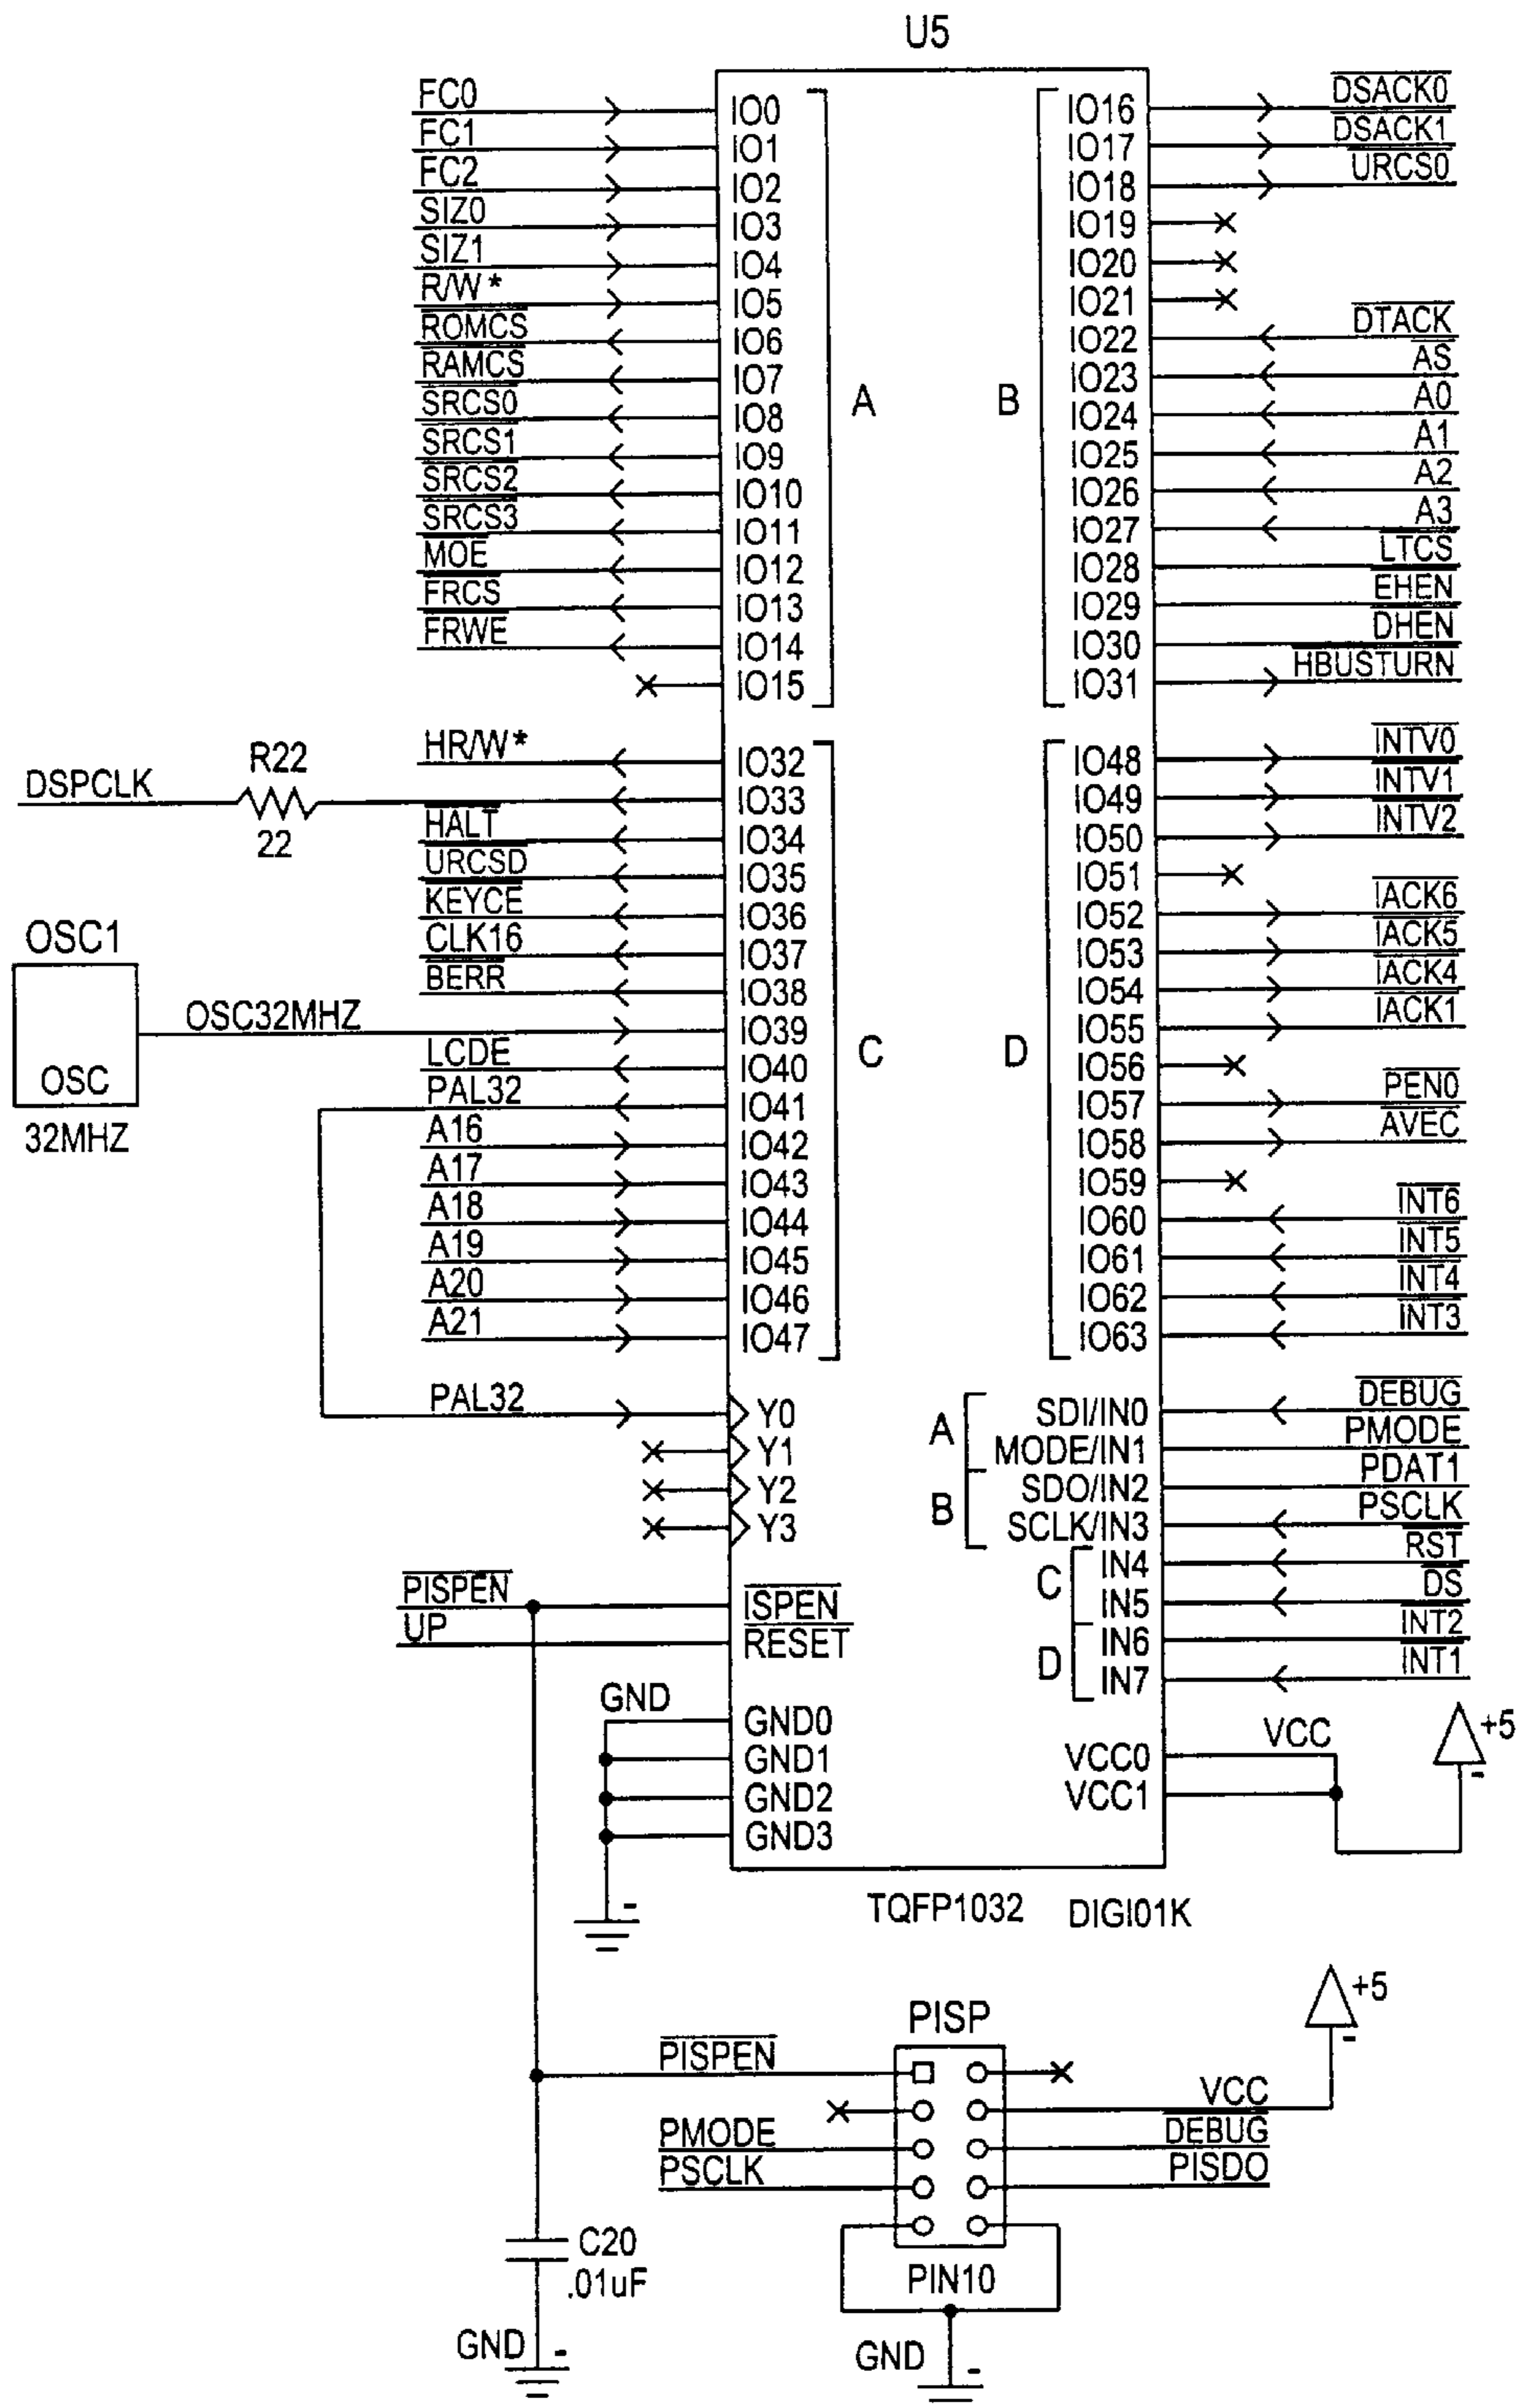 U5
FC0 IO0 IO16 DSACK0
FC1 IO1 IO17 DSACK1
FC2 IO2 IO18 URCS0
SIZ0 IO3 IO19
SIZ1 IO4 IO20
R/W* IO5 IO21
ROMCS IO6 IO22 DTACK
RAMCS IO7 IO23 AS
A B
SRCS0 IO8 IO24 A0
SRCS1 IO9 IO25 A1
SRCS2 IO10 IO26 A2
SRCS3 IO11 IO27 A3
MOE IO12 IO28 LTCS
FRCS IO13 IO29 EHEN
FRWE IO14 IO30 DHEN
IO15 IO31 HBUSTURN
HR/W* IO32 IO48 INTV0
DSPCLK R22 22 IO33 IO49 INTV1
HALT IO34 IO50 INTV2
URCSD IO35 IO51
KEYCE IO36 IO52 IACK6
CLK16 IO37 IO53 IACK5
BERR IO38 IO54 IACK4
OSC1
OSC
32MHZ
OSC32MHZ IO39 IO55 IACK1
C D
LCDE IO40 IO56
PAL32 IO41 IO57 PEN0
A16 IO42 IO58 AVEC
A17 IO43 IO59
A18 IO44 IO60 INT6
A19 IO45 IO61 INT5
A20 IO46 IO62 INT4
A21 IO47 IO63 INT3
PAL32 Y0 A SDI/IN0 DEBUG
Y1 MODE/IN1 PMODE
Y2 B SDO/IN2 PDAT1
Y3 SCLK/IN3 PSCLK
C IN4 RST
PISPEN ISPEN IN5 DS
UP RESET D IN6 INT2
IN7 INT1
GND GND0
GND1 VCC0 VCC +5
GND2 VCC1
GND3
TQFP1032 DIGI01K
PISP +5
PISPEN
VCC
PMODE DEBUG
PSCLK PISDO
C20
.01uF
PIN10
GND
GND